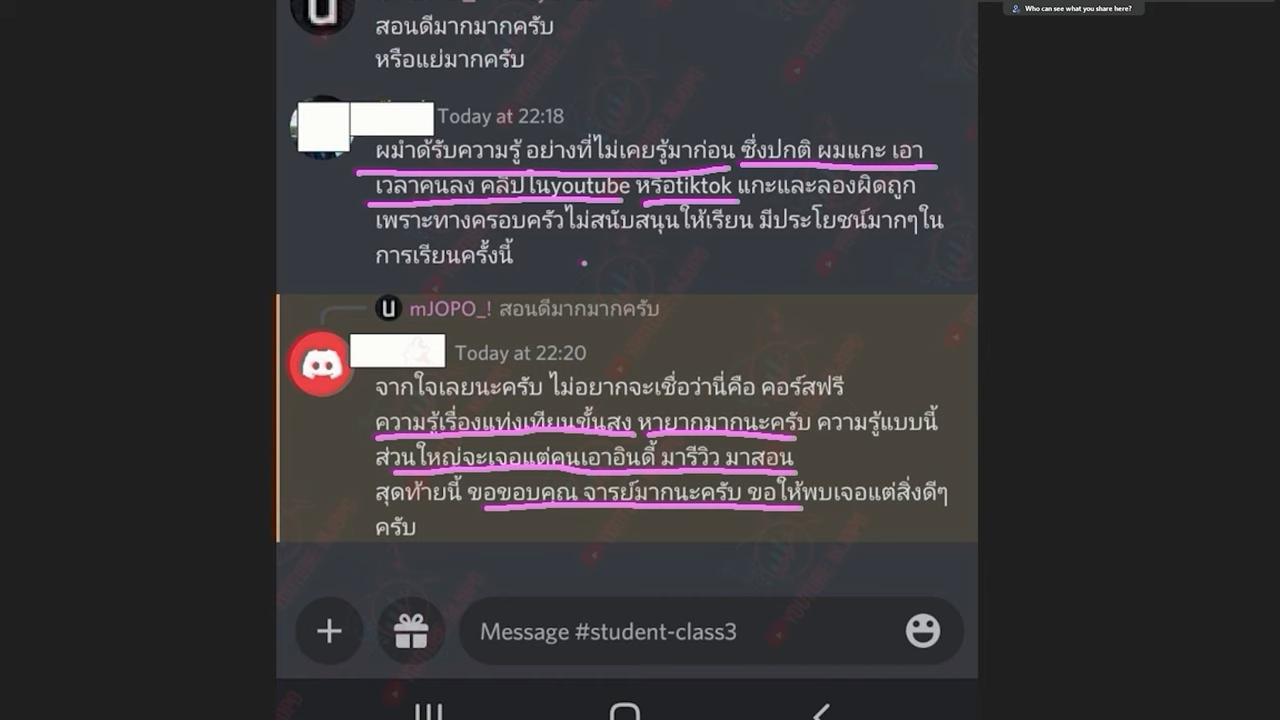 Who can see what you share here?
สอนดีมากมากครับ
หรือแย่มากครับ
Today at 22:18
ผมำด้รับความรู้ อย่างที่ไม่เคยรู้มาก่อน ซึ่งปกติ ผมแกะ เอา
เวลาคนลง คลิปในyoutube หรือtiktok แกะและลองผิดถูก
เพราะทางครอบครัวไม่สนับสนุนให้เรียน มีประโยชน์มากๆใน
การเรียนครั้งนี้
mJOPO_! สอนดีมากมากครับ
Today at 22:20
จากใจเลยนะครับ ไม่อยากจะเชื่อว่านี่คือ คอร์สฟรี
ความรู้เรื่องแท่งเทียนขั้นสูง หายากมากนะครับ ความรู้แบบนี้
ส่วนใหญ่จะเจอแต่คนเอาอินดี้ มารีวิว มาสอน
สุดท้ายนี้ ขอขอบคุณ จารย์มากนะครับ ขอให้พบเจอแต่สิ่งดีๆ
ครับ
Message #student-class3